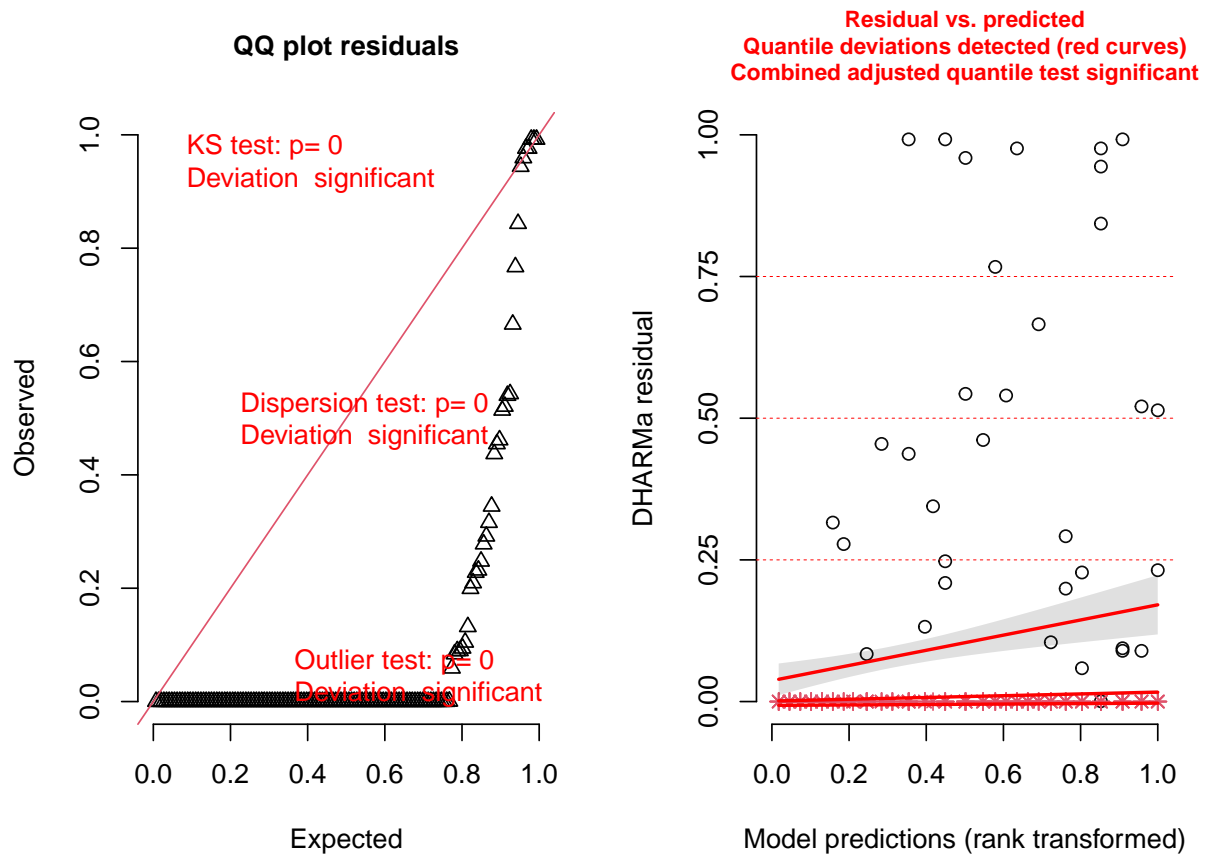 QQ plot residuals
KS test: p= 0
Deviation  significant
Dispersion test: p= 0
Deviation  significant
Outlier test: p= 0
Deviation  significant
Observed
1.0
0.8
0.6
0.4
0.2
0.0
0.0 0.2 0.4 0.6 0.8 1.0
Expected
Residual vs. predicted
Quantile deviations detected (red curves)
Combined adjusted quantile test significant
DHARMa residual
1.00
0.75
0.50
0.25
0.00
0.0 0.2 0.4 0.6 0.8 1.0
Model predictions (rank transformed)